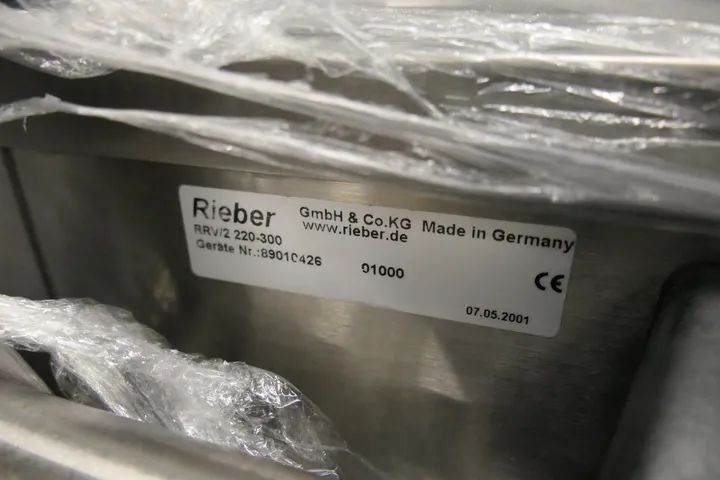 Rieber GmbH & Co.KG Made in Germany
www.rieber.de
RRV/2 220-300
Geräte Nr.:89010426 01000
CE
07.05.2001